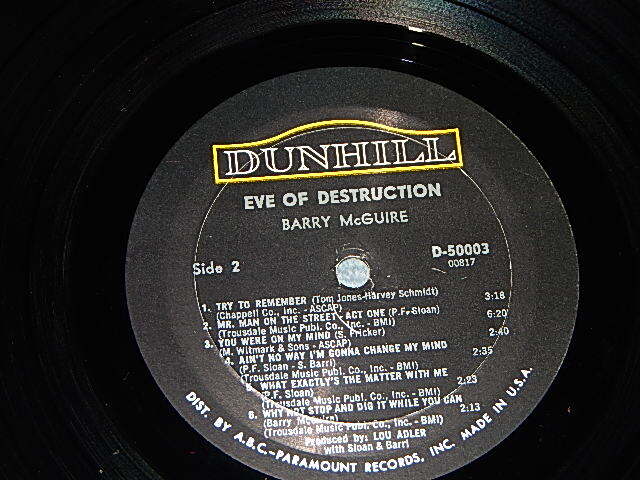 DUNHILL
EVE OF DESTRUCTION
BARRY McGUIRE
Side 2
D-50003
00817
1. TRY TO REMEMBER (Tom Jones-Harvey Schmidt) 3:18
(Chappell Co., Inc. - ASCAP)
2. MR. MAN ON THE STREET - ACT ONE (P.F. Sloan) 6:20
(Trousdale Music Publ. Co., Inc. - BMI)
3. YOU WERE ON MY MIND (S. Fricker) 2:40
(M. Witmark & Sons - ASCAP)
4. AIN'T NO WAY I'M GONNA CHANGE MY MIND 2:35
(P.F. Sloan - S. Barri)
(Trousdale Music Publ. Co., Inc. - BMI)
5. WHAT EXACTLY'S THE MATTER WITH ME 2:23
(P.F. Sloan)
(Trousdale Music Publ. Co., Inc. - BMI)
6. WHY NOT STOP AND DIG IT WHILE YOU CAN 2:13
(Barry McGuire)
(Trousdale Music Publ. Co., Inc. - BMI)
Produced by: LOU ADLER
with Sloan & Barri
DIST. BY A.B.C.-PARAMOUNT RECORDS, INC. MADE IN U.S.A.